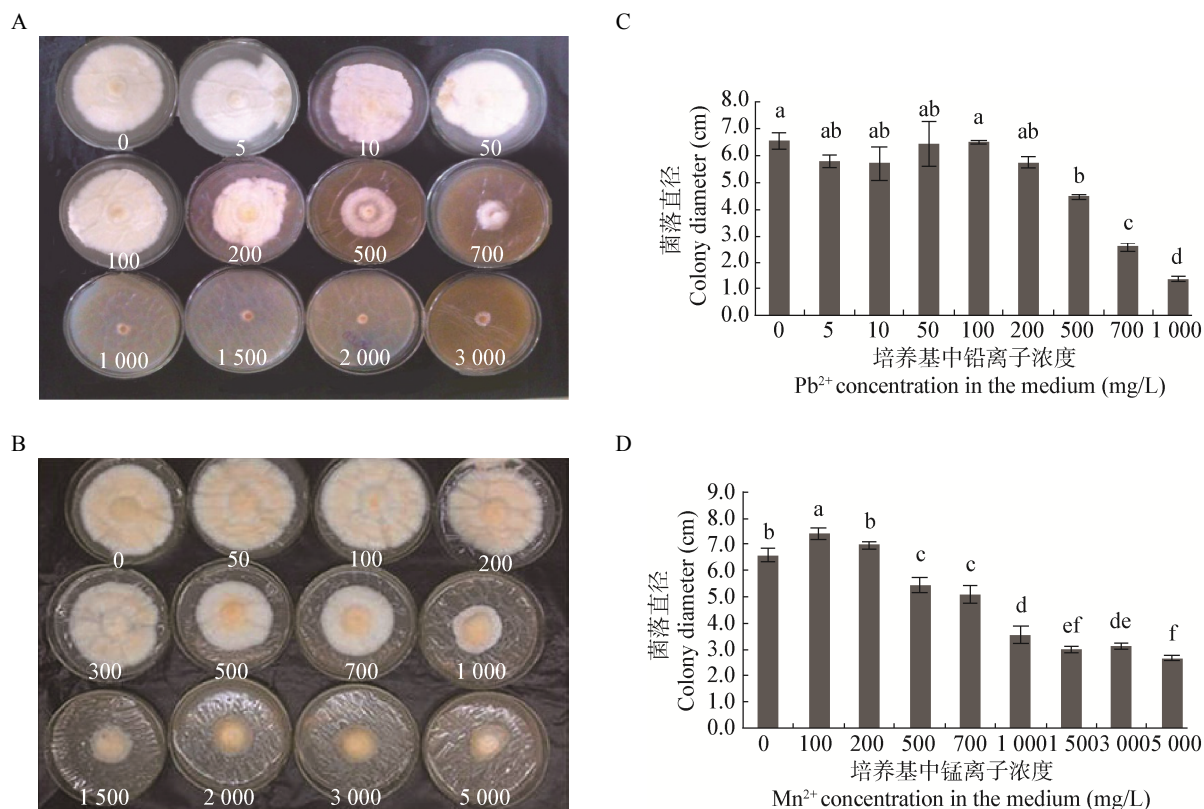 A
0
5
10
50
100
200
500
700
1 000
1 500
2 000
3 000
B
0
50
100
200
300
500
700
1 000
1 500
2 000
3 000
5 000
C
菌落直径
Colony diameter (cm)
8.0
7.0
6.0
5.0
4.0
3.0
2.0
1.0
0.0
a
ab
ab
ab
a
ab
b
c
d
0 5 10 50 100 200 500 700 1 000
培养基中铅离子浓度
Pb²⁺ concentration in the medium (mg/L)
D
菌落直径
Colony diameter (cm)
9.0
8.0
7.0
6.0
5.0
4.0
3.0
2.0
1.0
0.0
b
a
b
c
c
d
ef
de
f
0 100 200 500 700 1 0001 5003 0005 000
培养基中锰离子浓度
Mn²⁺ concentration in the medium (mg/L)